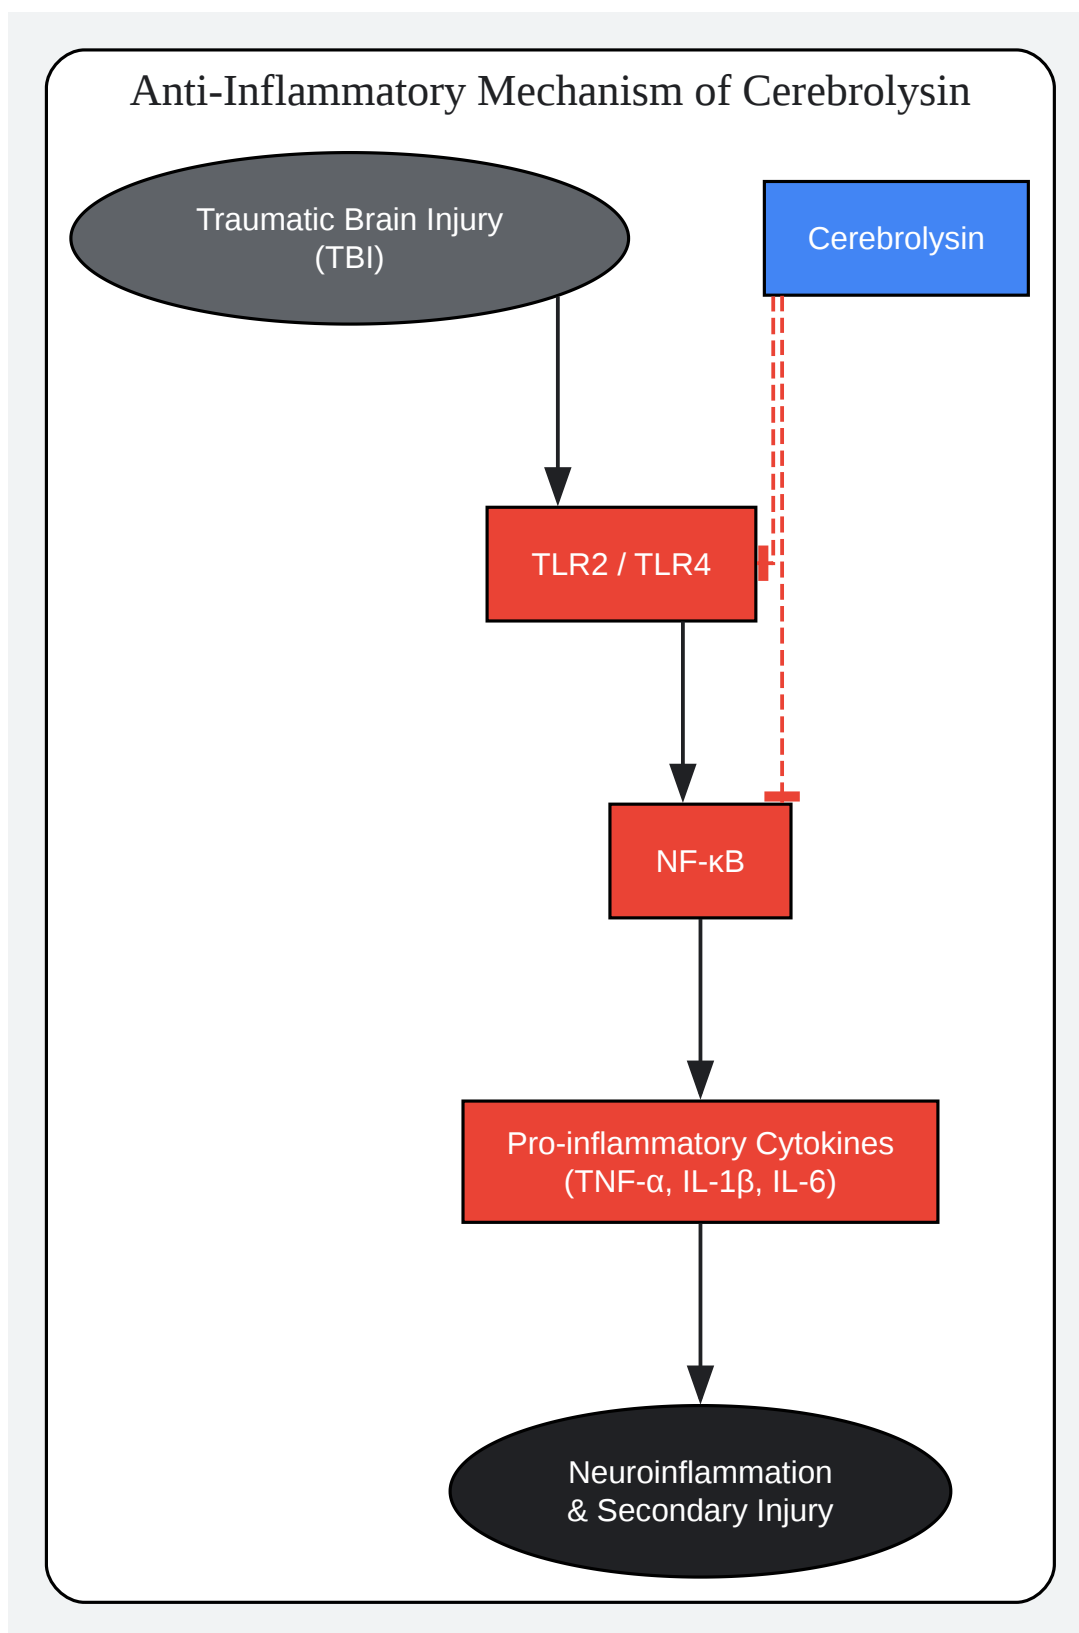 Anti-Inflammatory Mechanism of Cerebrolysin
Traumatic Brain Injury
(TBI)
Cerebrolysin
TLR2 / TLR4
NF-κB
Pro-inflammatory Cytokines
(TNF-α, IL-1β, IL-6)
Neuroinflammation
& Secondary Injury